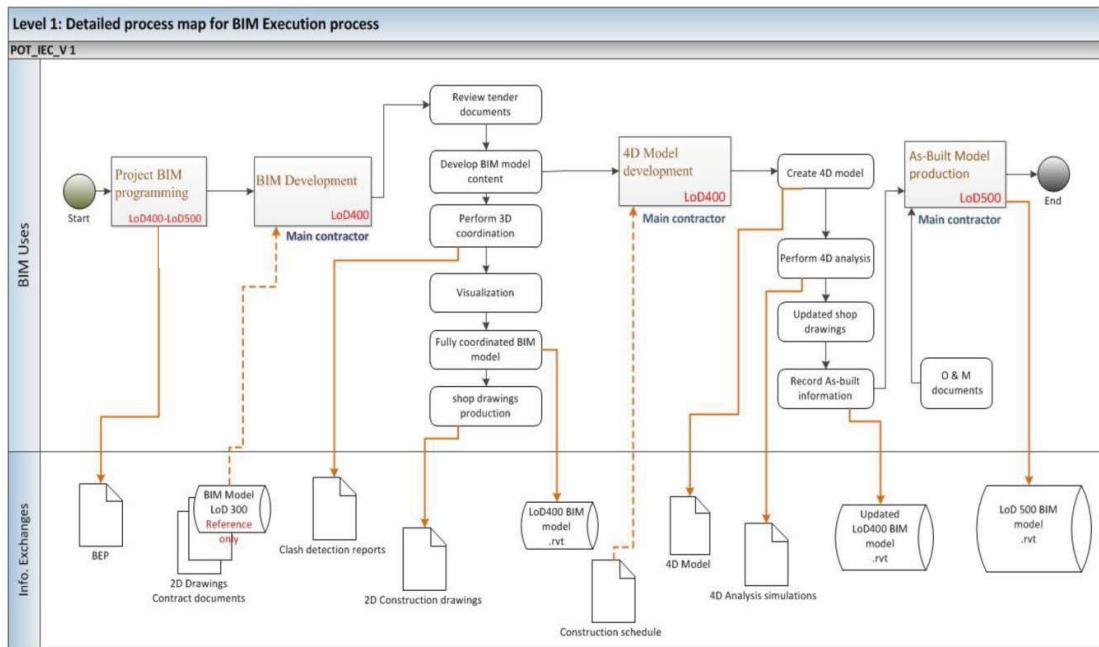 Level 1: Detailed process map for BIM Execution process
POT_IEC_V 1
BIM Uses
Start
Project BIM
programming
LoD400-LoD500
BIM Development
LoD400
Main contractor
Review tender
documents
Develop BIM model
content
Perform 3D
coordination
Visualization
Fully coordinated BIM
model
shop drawings
production
4D Model
development
LoD400
Main contractor
Create 4D model
Perform 4D analysis
Updated shop
drawings
Record As-built
information
As-Built Model
production
LoD500
Main contractor
O & M
documents
End
Info. Exchanges
BEP
BIM Model
LoD 300
Reference
only
2D Drawings
Contract documents
Clash detection reports
2D Construction drawings
LoD400 BIM
model
.rvt
Construction schedule
4D Model
4D Analysis simulations
Updated
LoD400 BIM
model
.rvt
LoD 500 BIM
model
.rvt